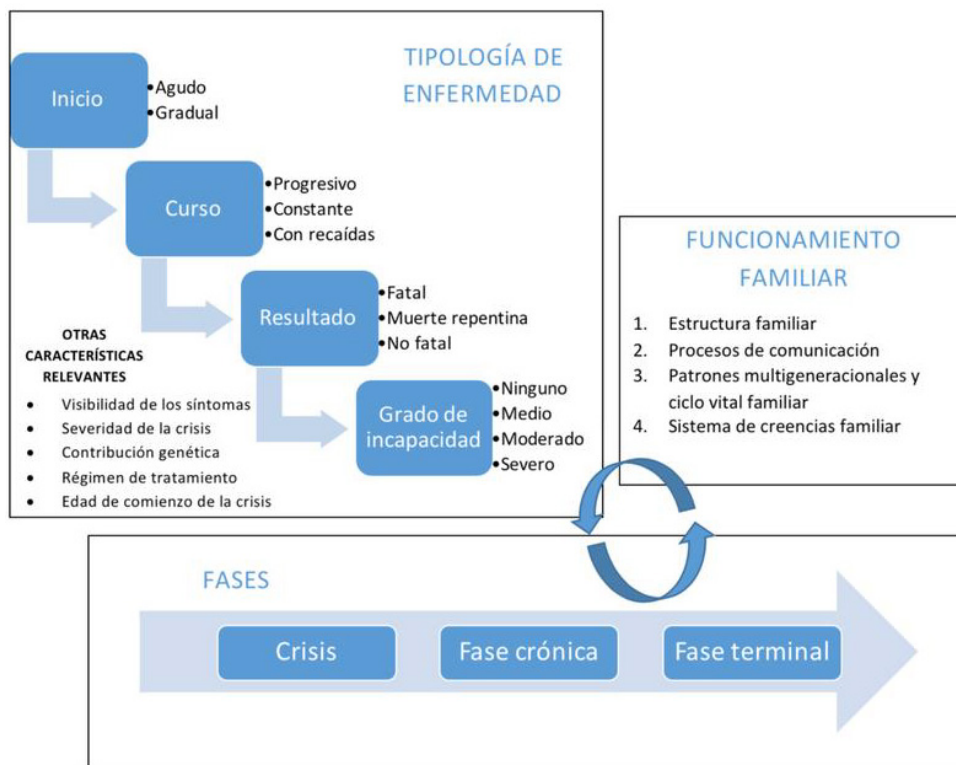 TIPOLOGÍA DE
ENFERMEDAD
Inicio
•Agudo
•Gradual
Curso
•Progresivo
•Constante
•Con recaídas
Resultado
•Fatal
•Muerte repentina
•No fatal
Grado de
incapacidad
•Ninguno
•Medio
•Moderado
•Severo
OTRAS
CARACTERÍSTICAS
RELEVANTES
• Visibilidad de los síntomas
• Severidad de la crisis
• Contribución genética
• Régimen de tratamiento
• Edad de comienzo de la crisis
FUNCIONAMIENTO
FAMILIAR
1. Estructura familiar
2. Procesos de comunicación
3. Patrones multigeneracionales y
ciclo vital familiar
4. Sistema de creencias familiar
FASES
Crisis
Fase crónica
Fase terminal